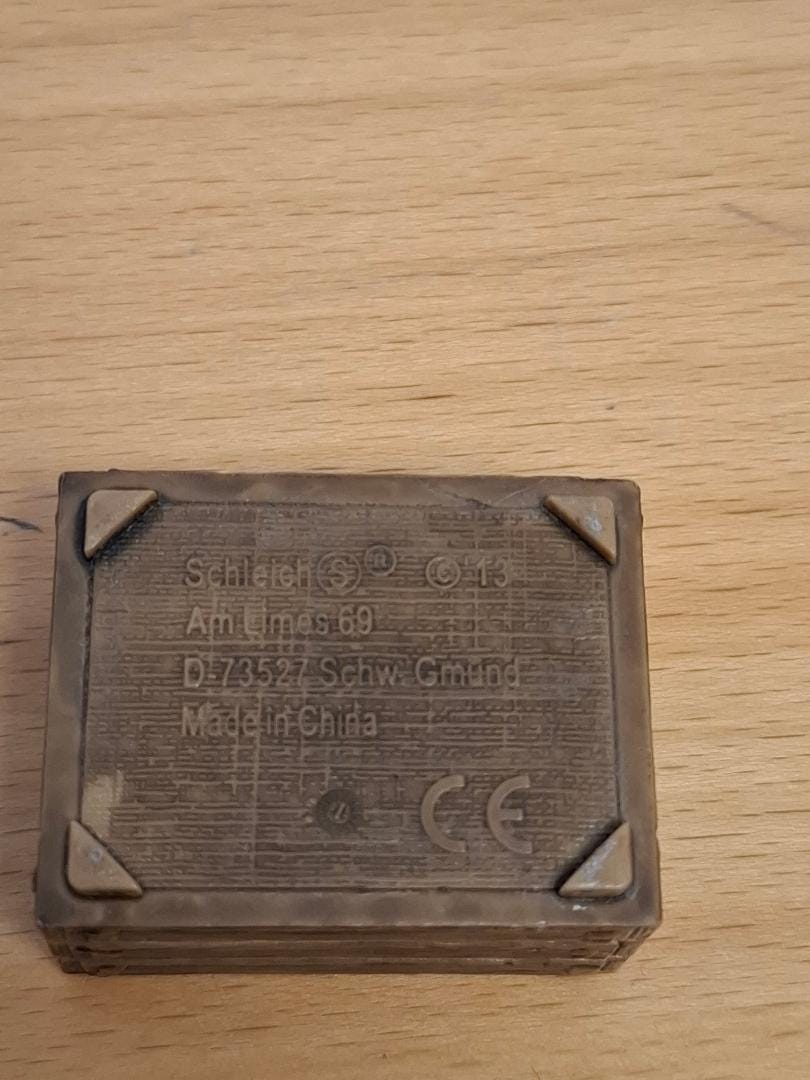 Schleich Ⓢ ® © '13
Am Limes 69
D-73527 Schw. Gmünd
Made in China
CE